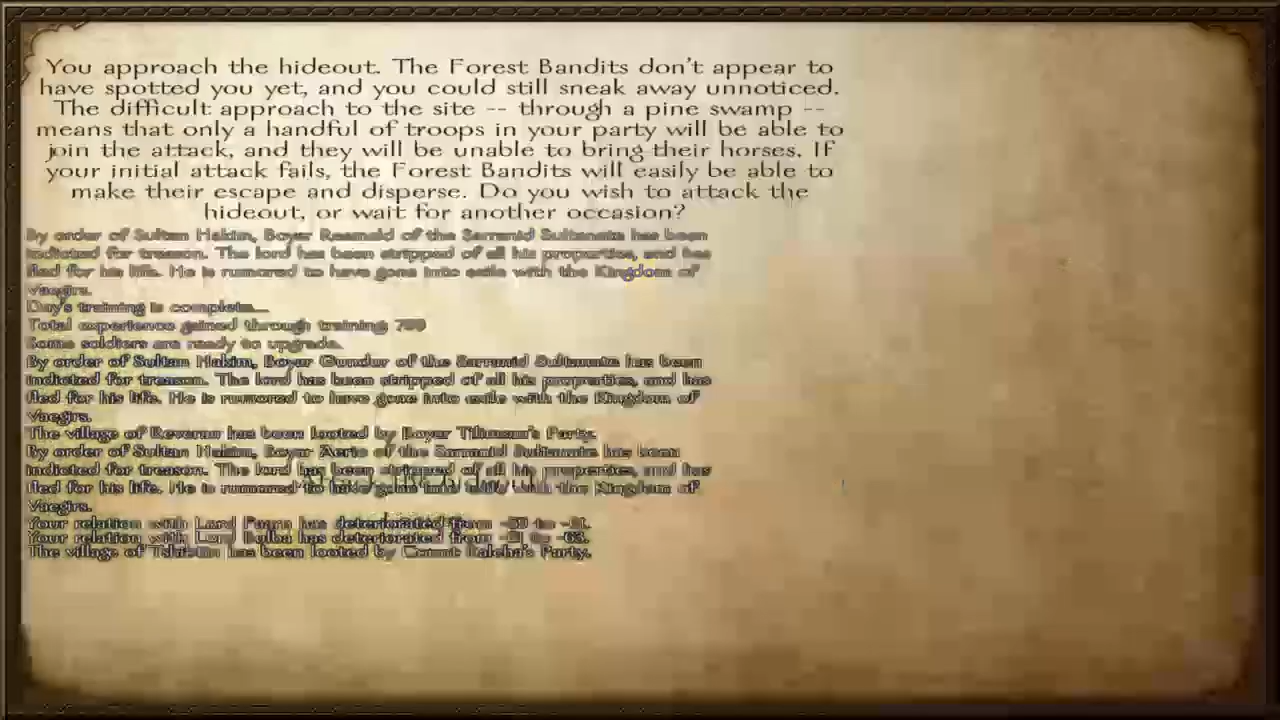 You approach the hideout. The Forest Bandits don't appear to
have spotted you yet, and you could still sneak away unnoticed.
The difficult approach to the site -- through a pine swamp --
means that only a handful of troops in your party will be able to
join the attack, and they will be unable to bring their horses. If
your initial attack fails, the Forest Bandits will easily be able to
make their escape and disperse. Do you wish to attack the
hideout, or wait for another occasion?
By order of Sultan Hakim, Boyar of the Sarranid Sultanate has been
indicted for treason. The lord has been stripped of all his properties, and has
fled for his life. He is rumored to have gone into exile with the Kingdom of
Vaegirs.
Day's training is complete...
Total experience gained through training:
Some soldiers are ready to upgrade.
By order of Sultan Hakim, Boyar of the Sarranid Sultanate has been
indicted for treason. The lord has been stripped of all his properties, and has
fled for his life. He is rumored to have gone into exile with the Kingdom of
Vaegirs.
The village of has been looted by Boyar Party.
By order of Sultan Hakim, Boyar of the Sarranid Sultanate has been
indicted for treason. The lord has been stripped of all his properties, and has
fled for his life. He is rumored to have gone into exile with the Kingdom of
Vaegirs.
Your relation with Lord has deteriorated from to
Your relation with Lord Bulba has deteriorated from to
The village of has been looted by Count Party.